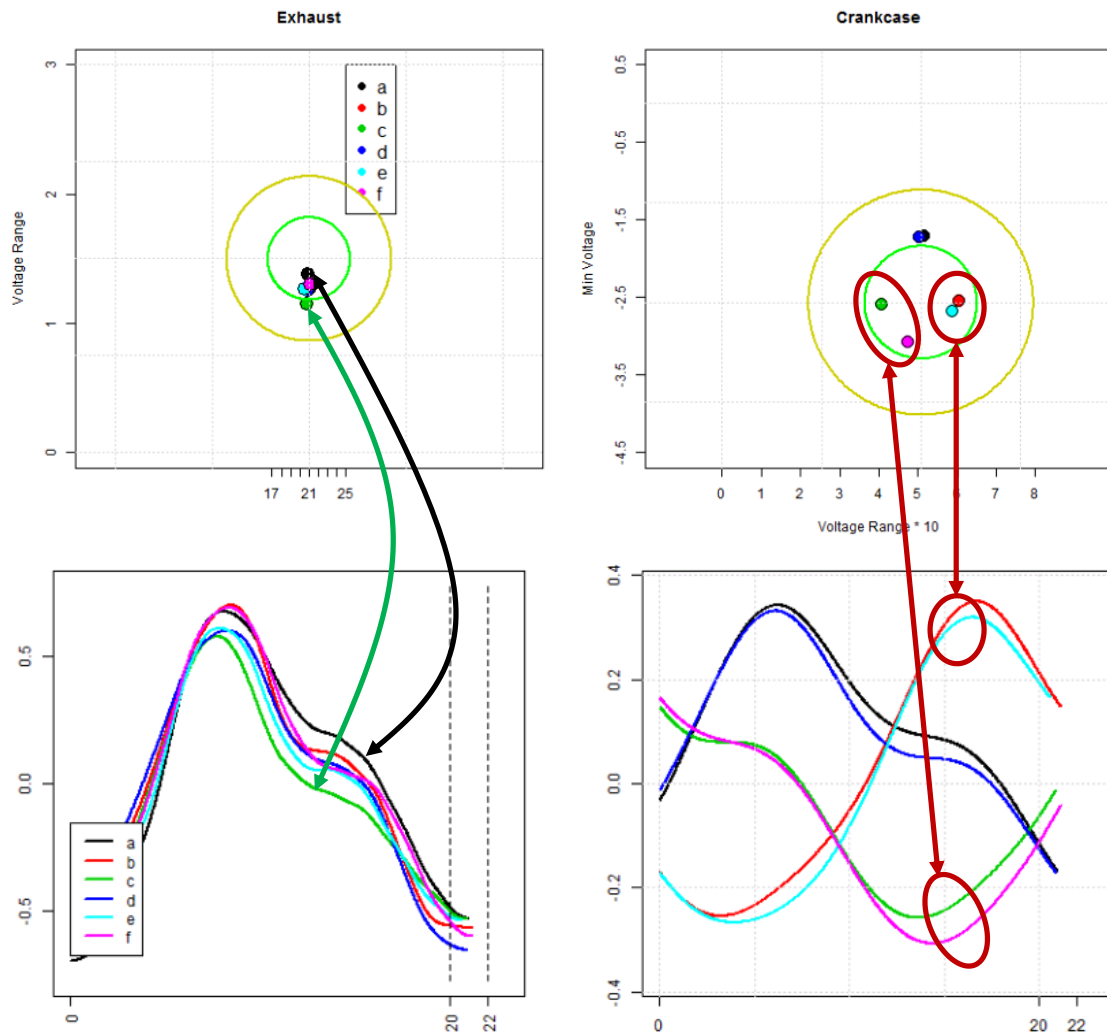 Exhaust
Voltage Range
3
2
1
0
a
b
c
d
e
f
17 21 25
Crankcase
Min Voltage
0.5
-0.5
-1.5
-2.5
-3.5
-4.5
0 1 2 3 4 5 6 7 8
Voltage Range * 10
0.5
0.0
-0.5
a
b
c
d
e
f
0 20 22
0.4
0.2
0.0
-0.2
-0.4
0 20 22